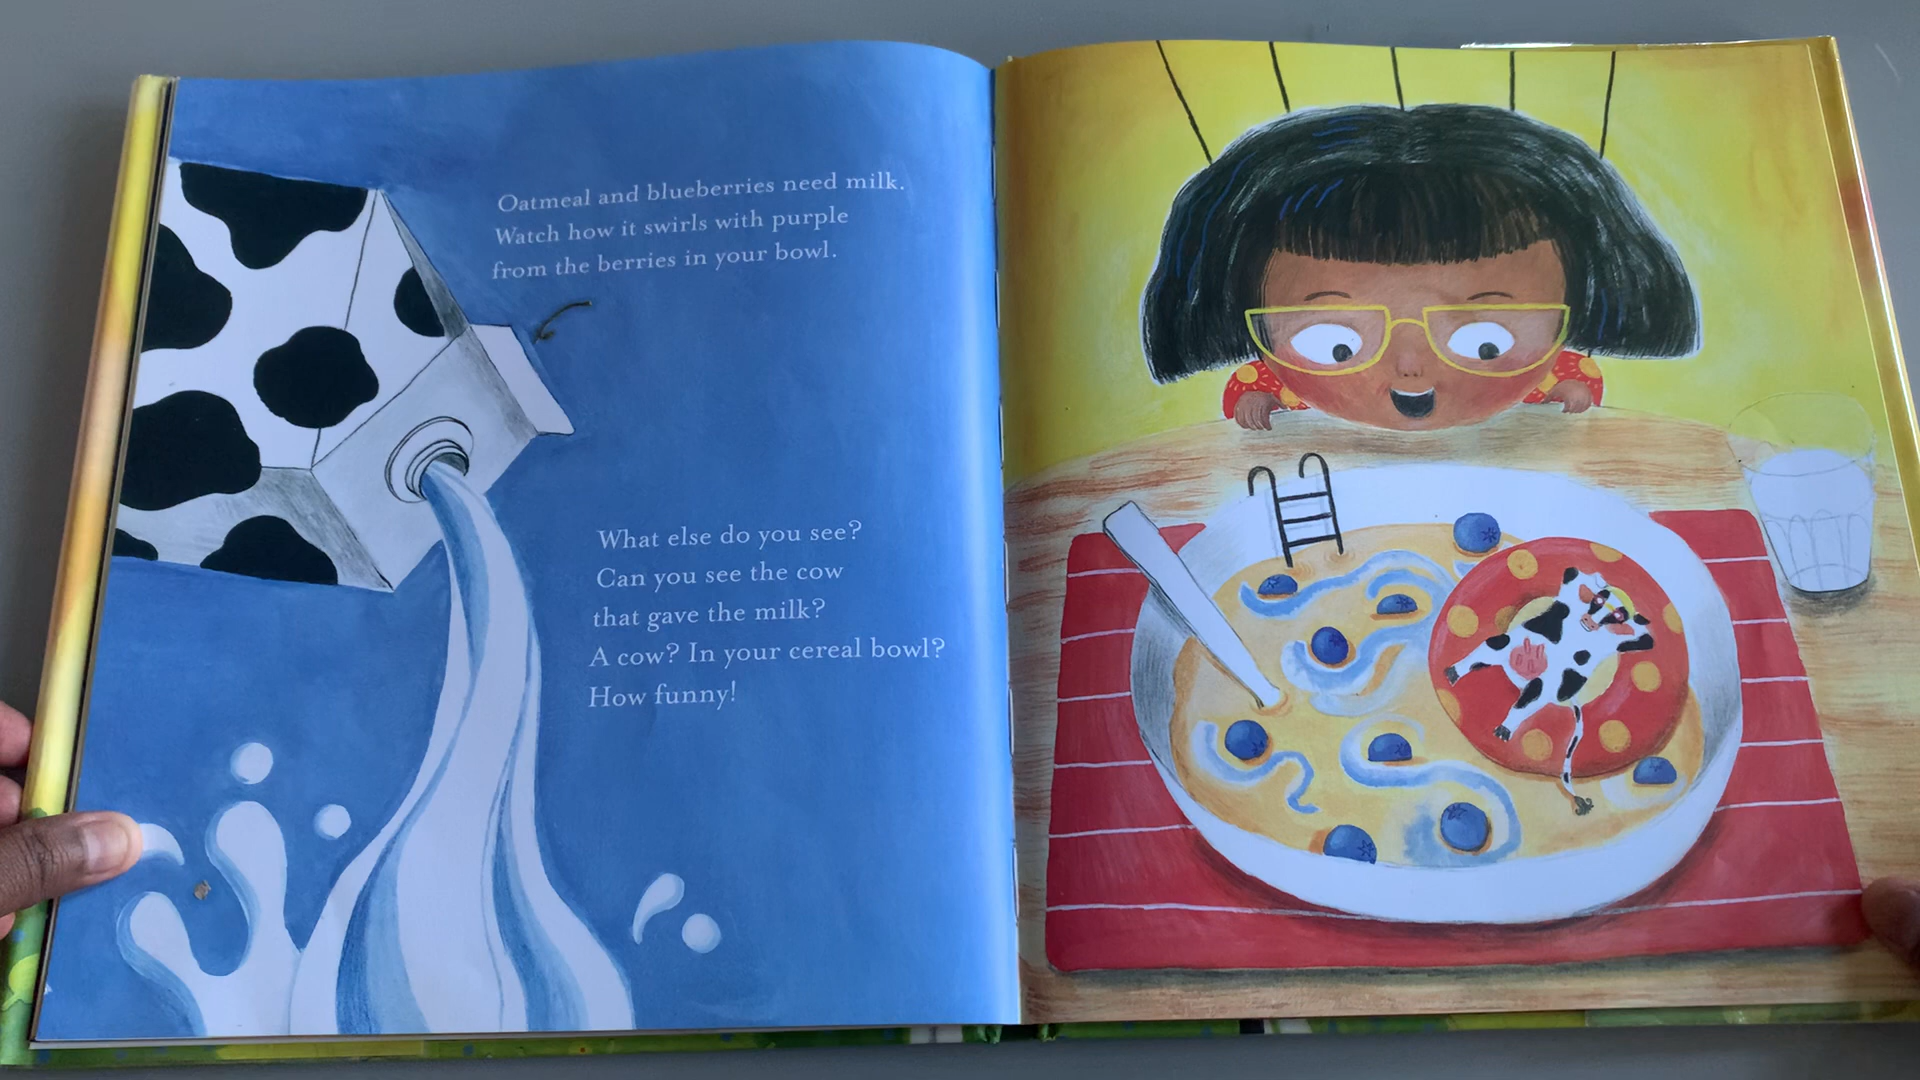 Oatmeal and blueberries need milk.
Watch how it swirls with purple
from the berries in your bowl.
What else do you see?
Can you see the cow
that gave the milk?
A cow? In your cereal bowl?
How funny!